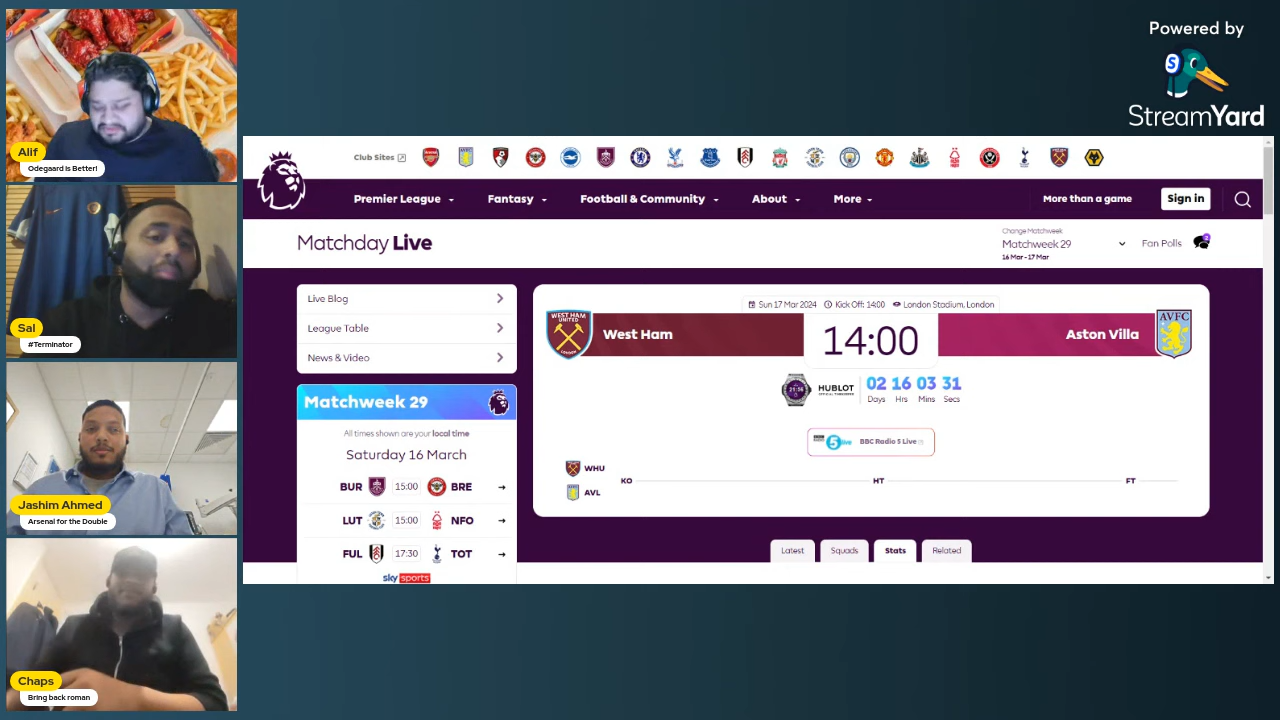 Powered by
StreamYard
Alif
Odegaard is Better!
Sal
#Terminator
Jashim Ahmed
Arsenal for the Double
Chaps
Bring back roman
Club Sites
Premier League
Fantasy
Football & Community
About
More
More than a game
Sign in
Matchday Live
Change Matchweek
Matchweek 29
16 Mar - 17 Mar
Fan Polls
2
Live Blog
League Table
News & Video
Matchweek 29
All times shown are your local time
Saturday 16 March
BUR 15:00 BRE
LUT 15:00 NFO
FUL 17:30 TOT
sky sports
Sun 17 Mar 2024 Kick Off: 14:00 London Stadium, London
West Ham 14:00 Aston Villa
HUBLOT
02 16 03 31
Days Hrs Mins Secs
5 live BBC Radio 5 Live
WHU
AVL
KO HT FT
Latest Squads Stats Related